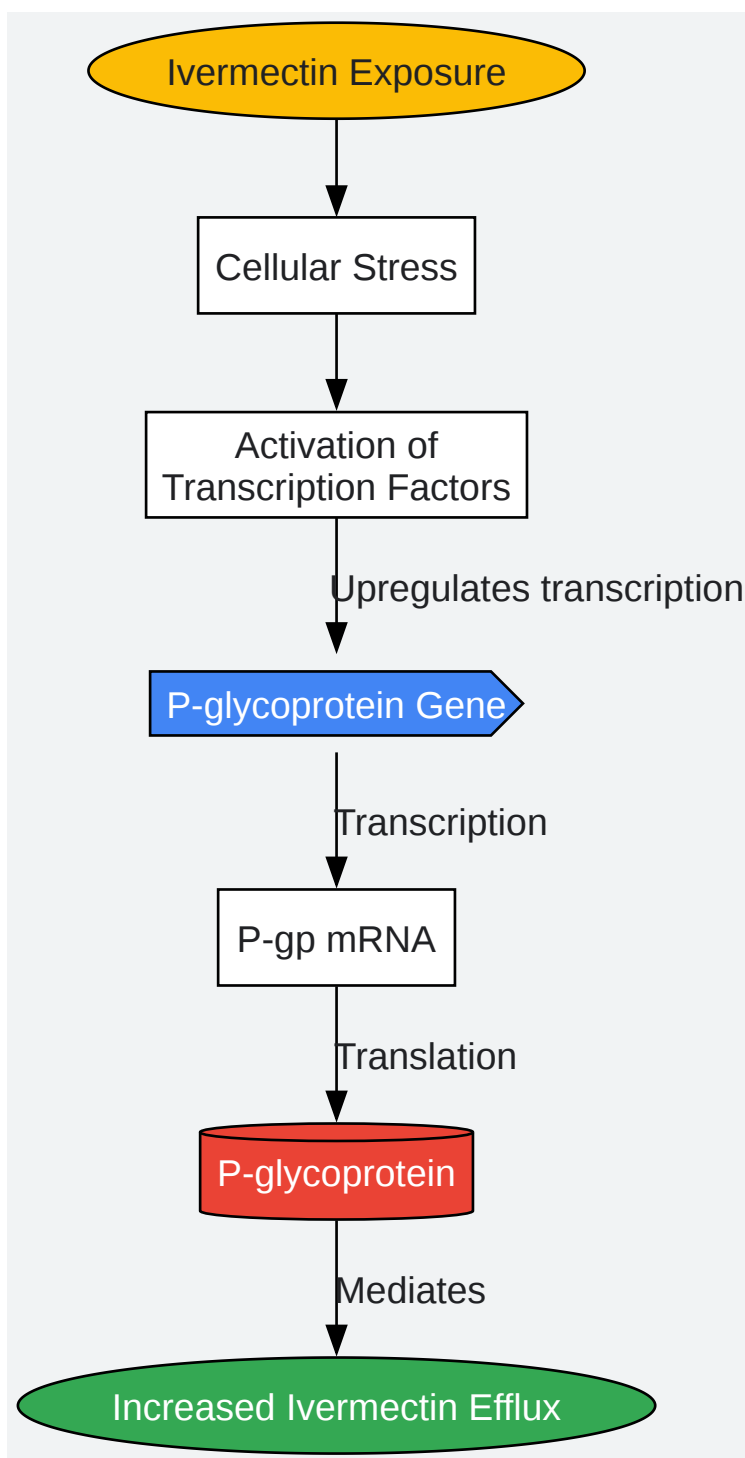 Ivermectin Exposure
Cellular Stress
Activation of
Transcription Factors
Upregulates transcription
P-glycoprotein Gene
Transcription
P-gp mRNA
Translation
P-glycoprotein
Mediates
Increased Ivermectin Efflux